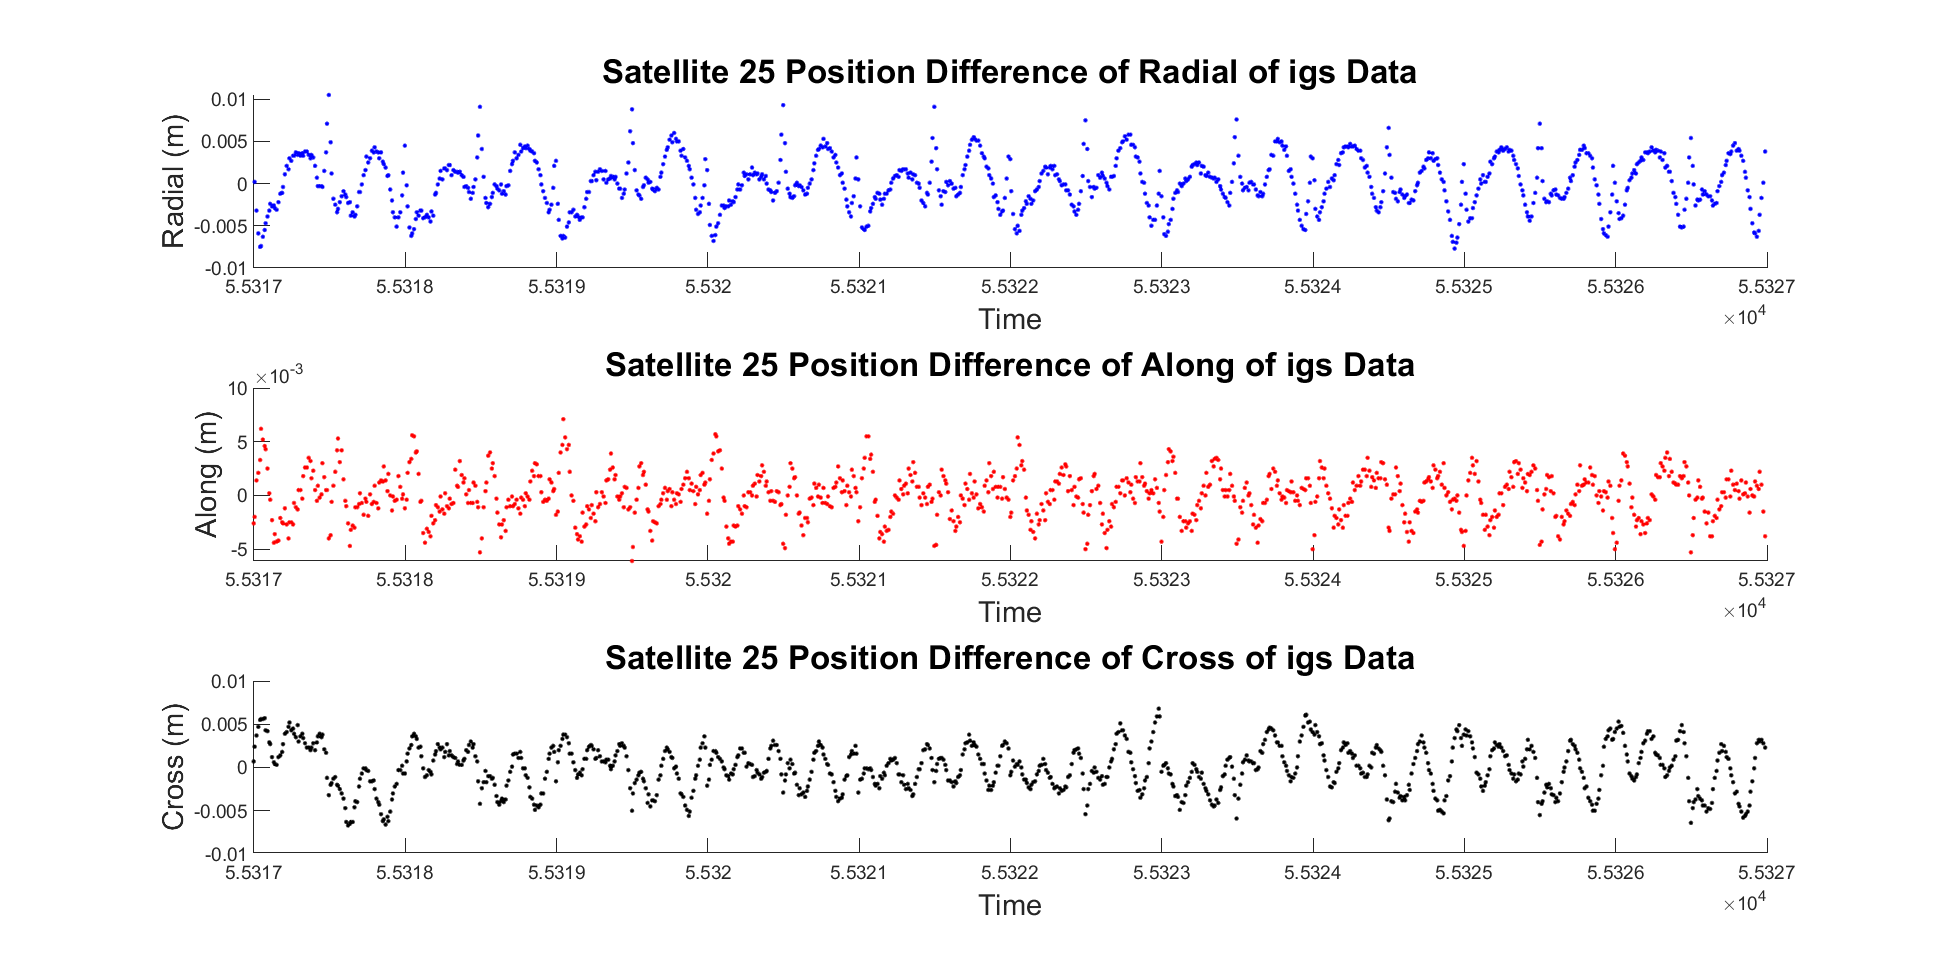 Satellite 25 Position Difference of Radial of igs Data
0.01
0.005
0
-0.005
-0.01
Radial (m)
5.5317 5.5318 5.5319 5.532 5.5321 5.5322 5.5323 5.5324 5.5325 5.5326 5.5327
Time
×10^4
Satellite 25 Position Difference of Along of igs Data
×10^-3
10
5
0
-5
Along (m)
5.5317 5.5318 5.5319 5.532 5.5321 5.5322 5.5323 5.5324 5.5325 5.5326 5.5327
Time
×10^4
Satellite 25 Position Difference of Cross of igs Data
0.01
0.005
0
-0.005
-0.01
Cross (m)
5.5317 5.5318 5.5319 5.532 5.5321 5.5322 5.5323 5.5324 5.5325 5.5326 5.5327
Time
×10^4